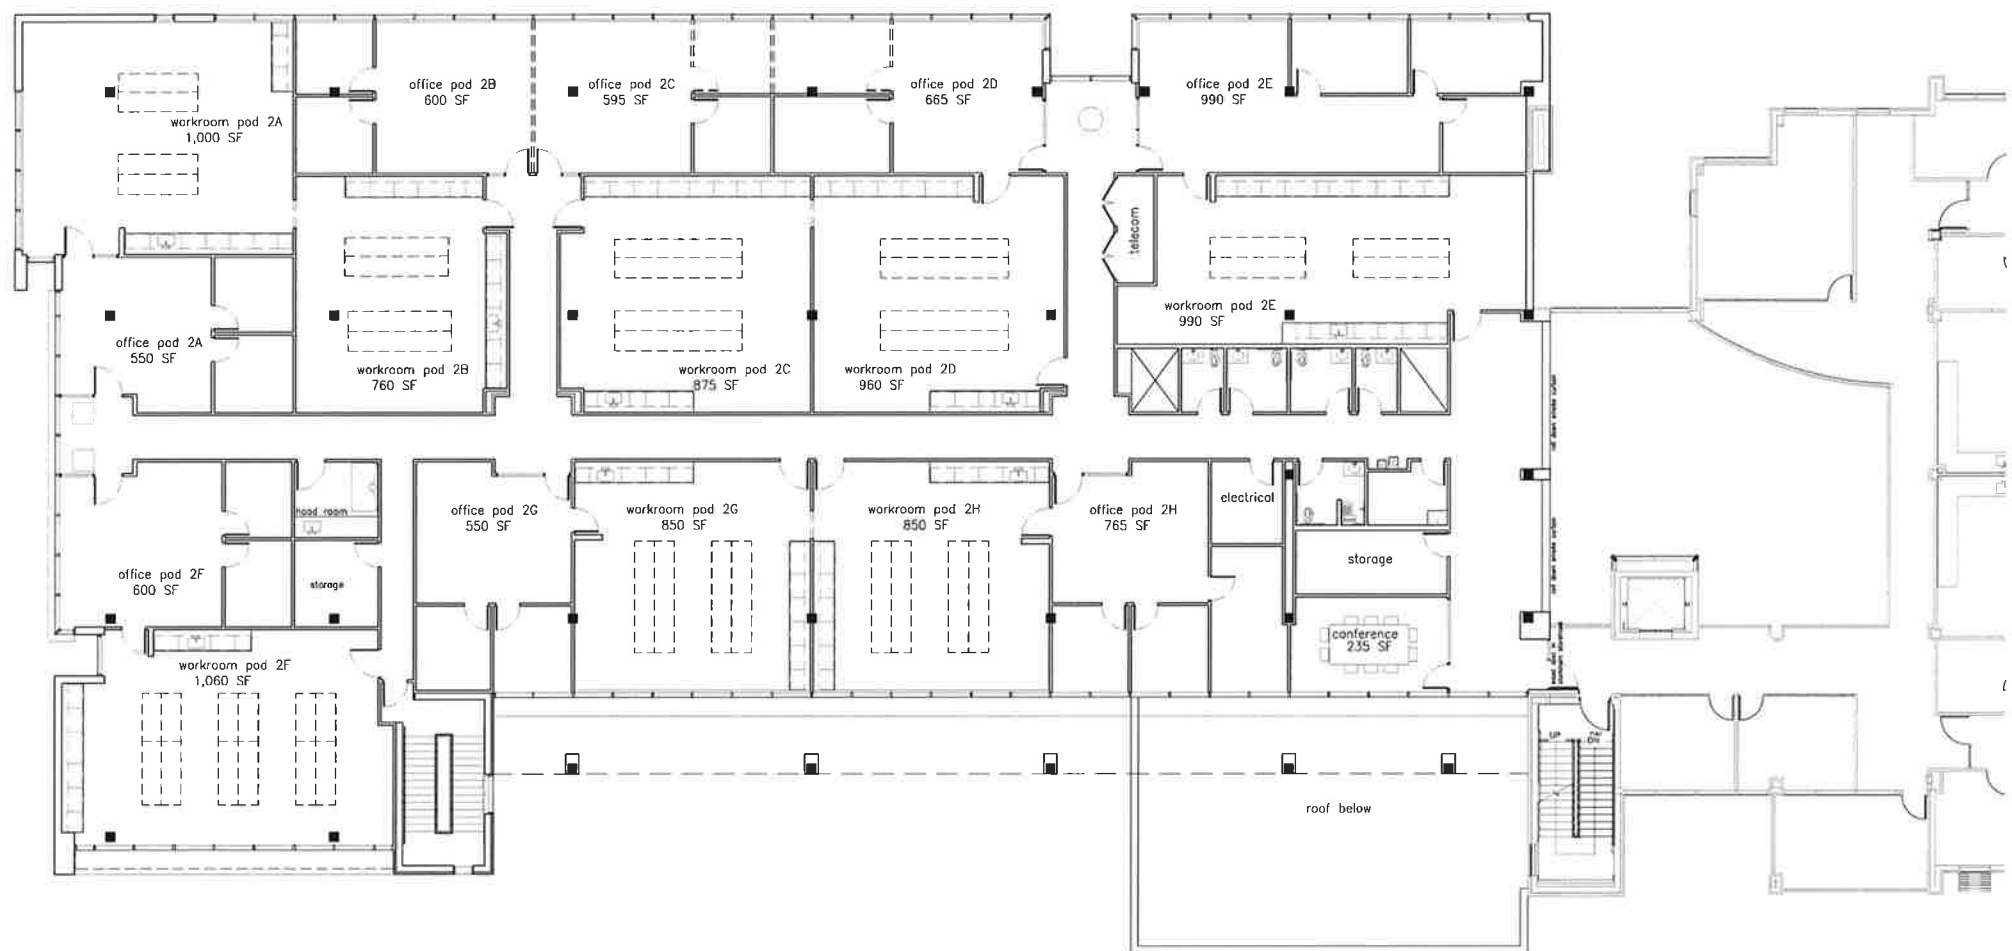 office pod 2B
600 SF
office pod 2C
595 SF
office pod 2D
665 SF
office pod 2E
990 SF
workroom pod 2A
1,000 SF
telecom
workroom pod 2E
990 SF
office pod 2A
550 SF
workroom pod 2B
760 SF
workroom pod 2C
875 SF
workroom pod 2D
960 SF
hood room
office pod 2G
550 SF
workroom pod 2G
850 SF
workroom pod 2H
850 SF
office pod 2H
765 SF
electrical
storage
office pod 2F
600 SF
storage
conference
235 SF
workroom pod 2F
1,060 SF
UP
DN
roof below